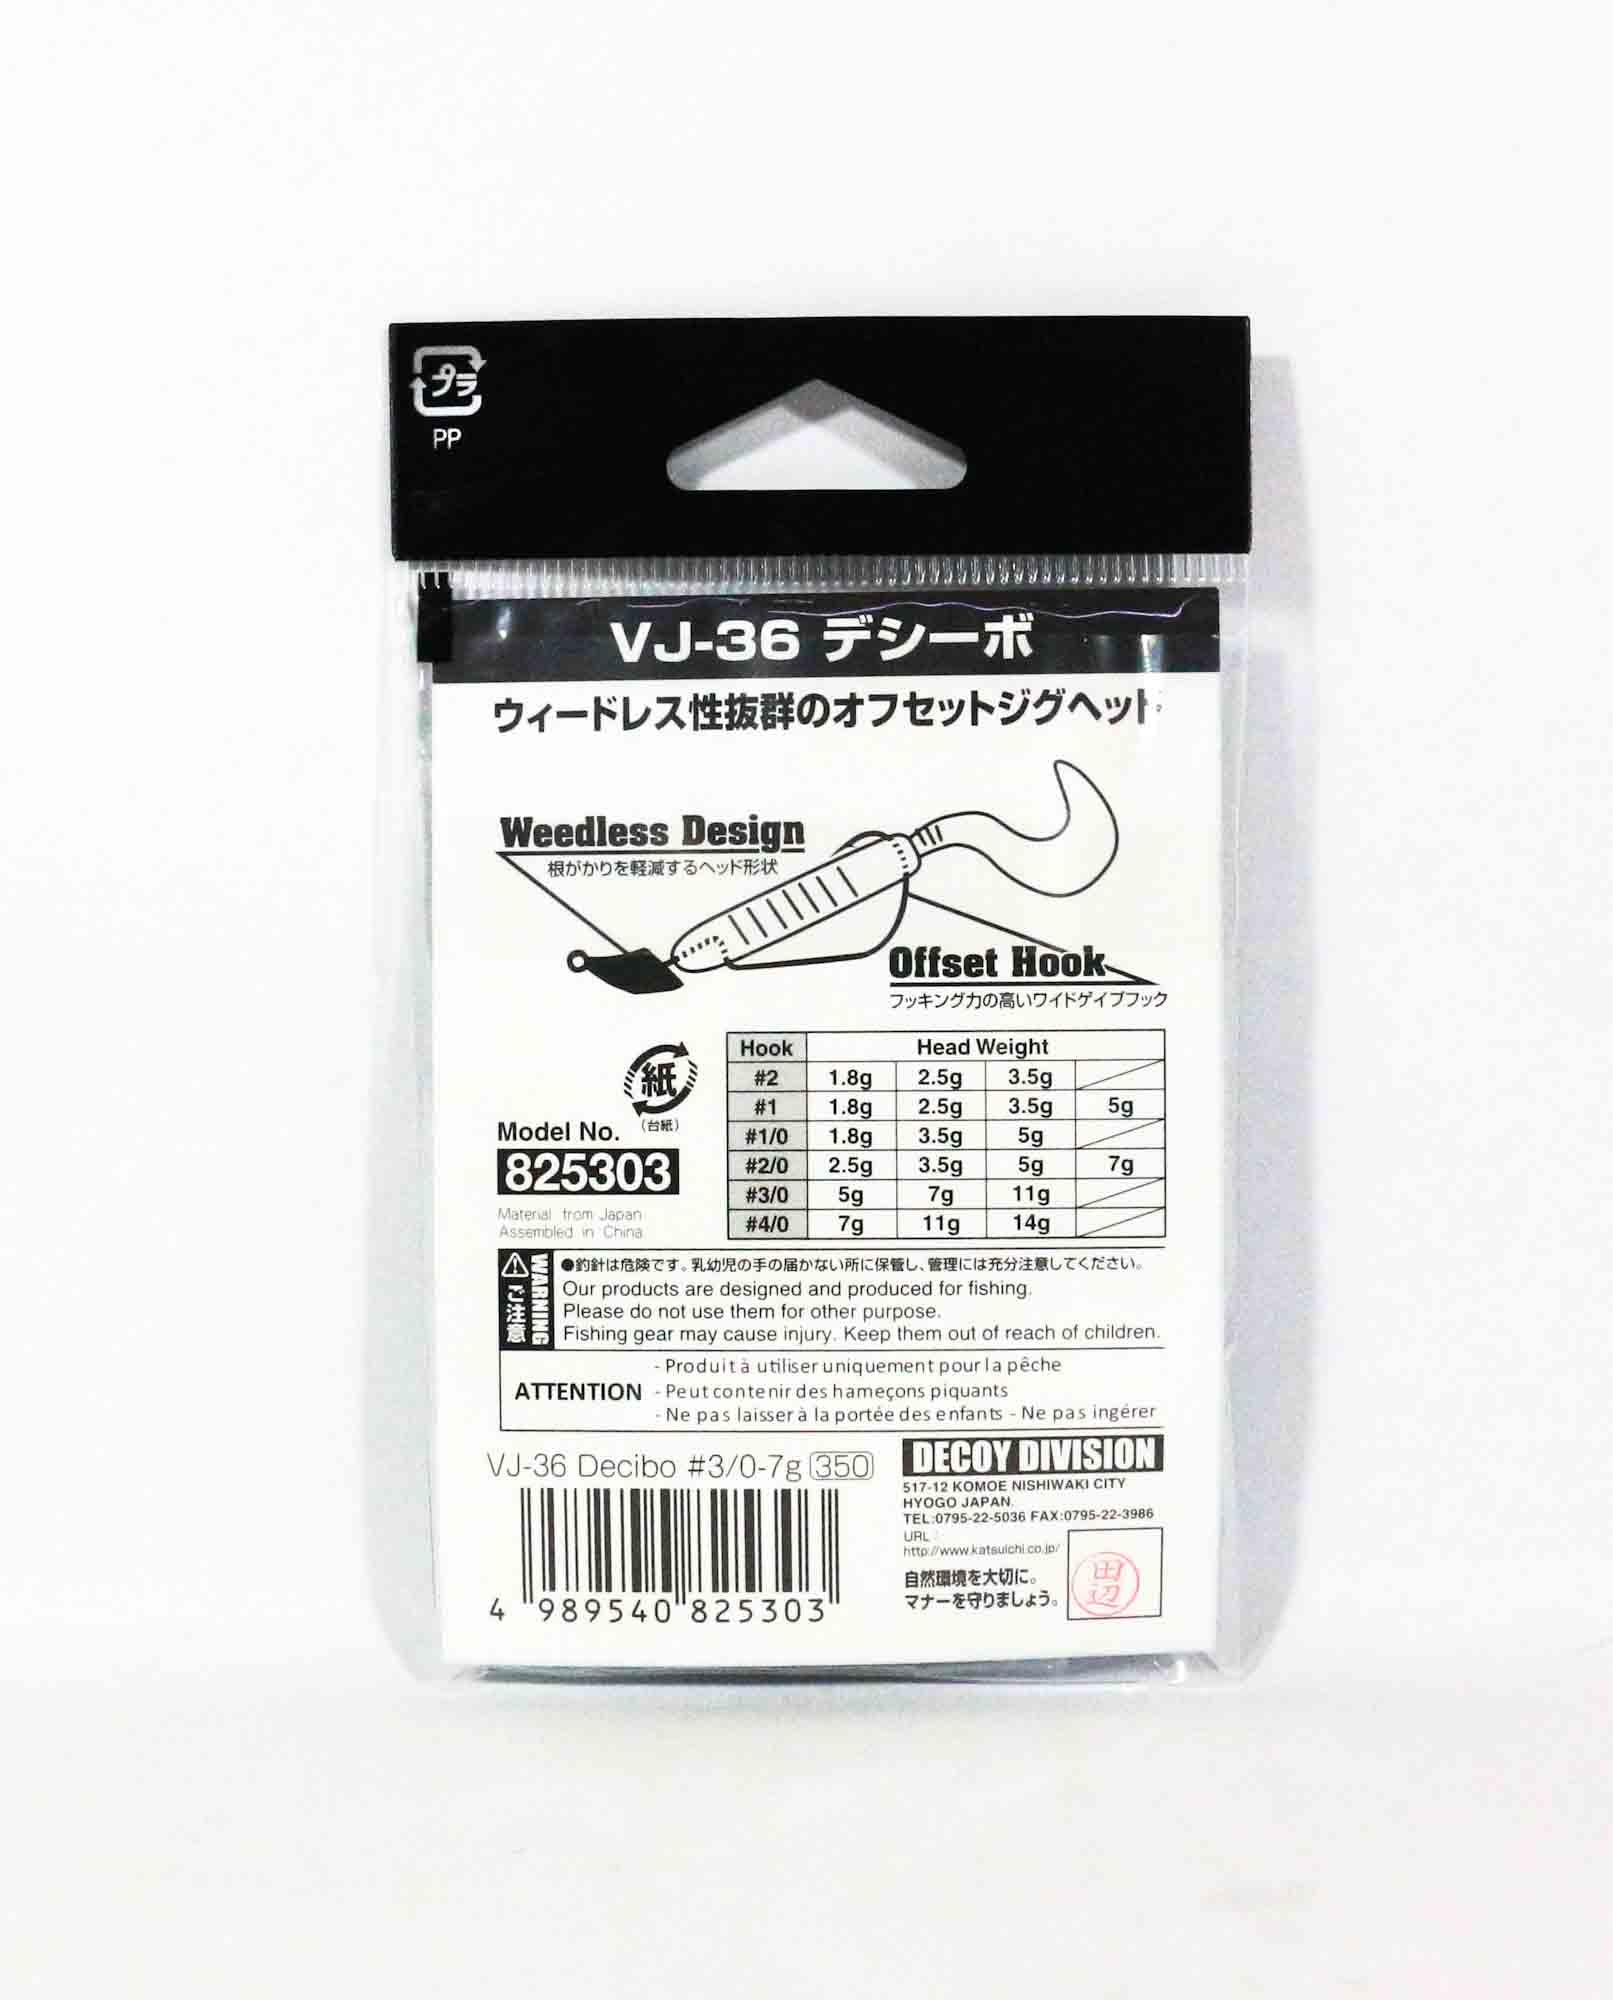 プラ
PP
VJ-36 デシーボ
ウィードレス性抜群のオフセットジグヘッド。
Weedless Design
根がかりを軽減するヘッド形状
Offset Hook
フッキング力の高いワイドゲイプフック
紙
(台紙)
Model No.
825303
Material from Japan
Assembled in China
Hook Head Weight
#2 1.8g 2.5g 3.5g
#1 1.8g 2.5g 3.5g 5g
#1/0 1.8g 3.5g 5g
#2/0 2.5g 3.5g 5g 7g
#3/0 5g 7g 11g
#4/0 7g 11g 14g
ご注意
WARNING
●釣針は危険です。乳幼児の手の届かない所に保管し、管理には充分注意してください。
Our products are designed and produced for fishing.
Please do not use them for other purpose.
Fishing gear may cause injury. Keep them out of reach of children.
ATTENTION
- Produit à utiliser uniquement pour la pêche
- Peut contenir des hameçons piquants
- Ne pas laisser à la portée des enfants - Ne pas ingérer
VJ-36 Decibo #3/0-7g 350
4 989540 825303
DECOY DIVISION
517-12 KOMOE NISHIWAKI CITY
HYOGO JAPAN.
TEL:0795-22-5036 FAX:0795-22-3986
URL :
http://www.katsuichi.co.jp/
自然環境を大切に。
マナーを守りましょう。
田辺